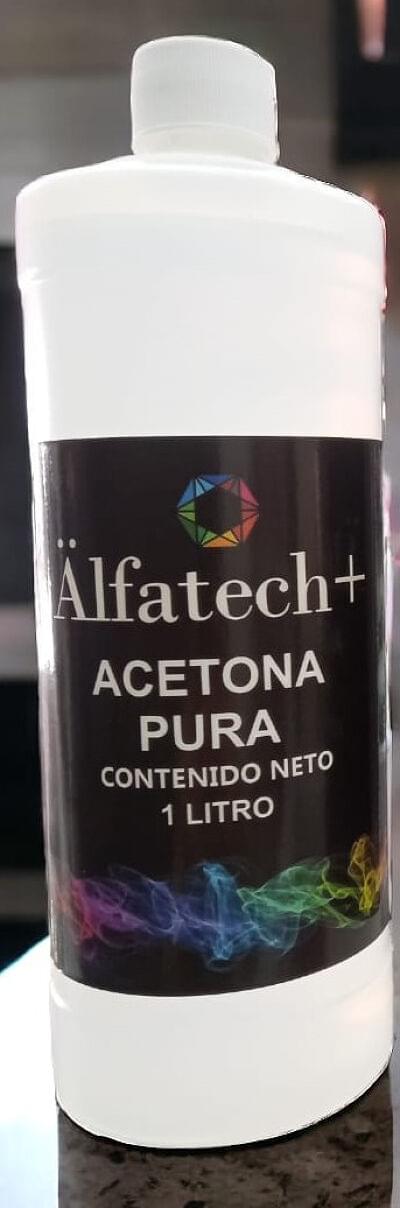 Älfatech+
ACETONA
PURA
CONTENIDO NETO
1 LITRO